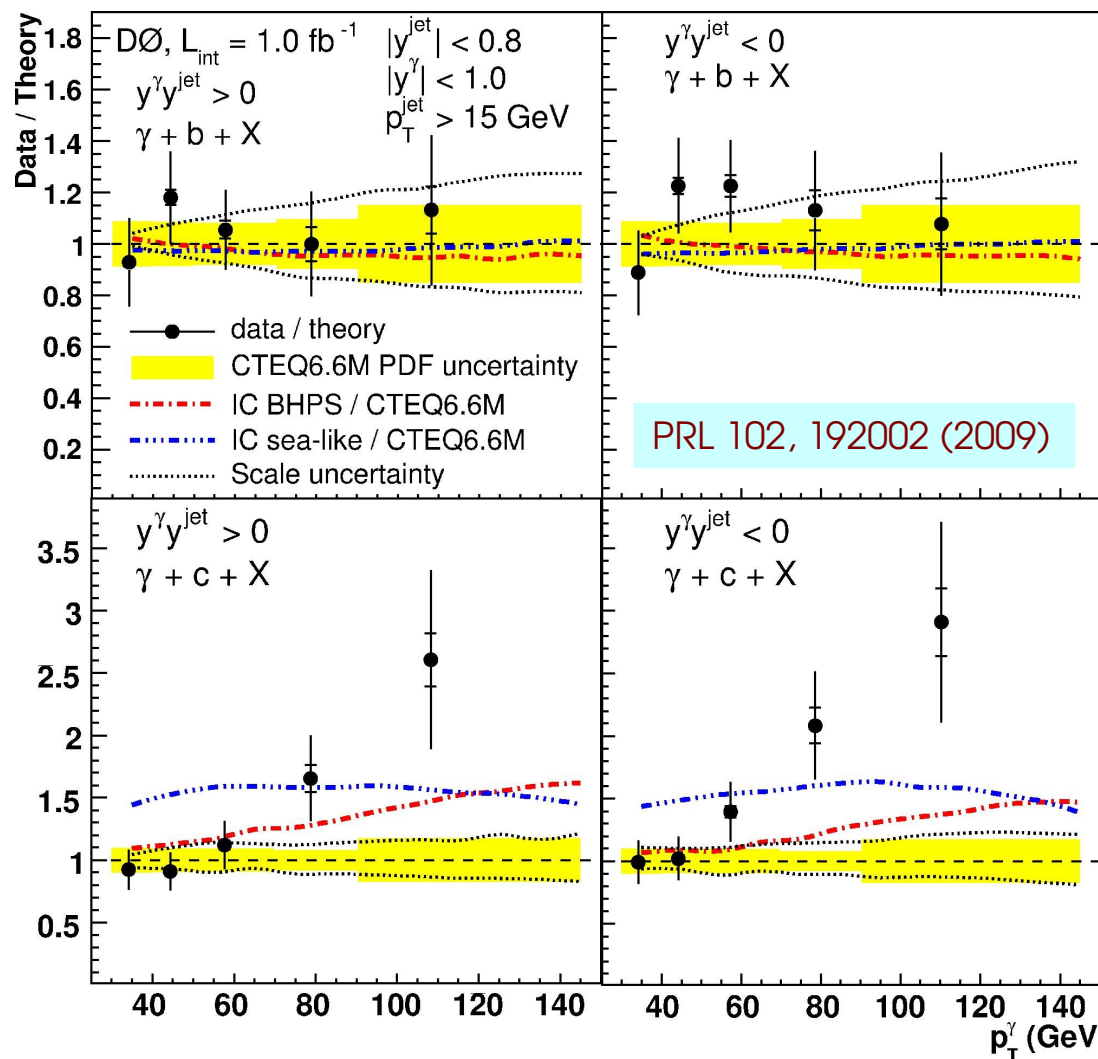 Data / Theory
1.8
1.6
1.4
1.2
1
0.8
0.6
0.4
0.2
DØ, L_int = 1.0 fb⁻¹
y^γ y^jet > 0
γ + b + X
|y^jet| < 0.8
|y^γ| < 1.0
p_T^jet > 15 GeV
data / theory
CTEQ6.6M PDF uncertainty
IC BHPS / CTEQ6.6M
IC sea-like / CTEQ6.6M
Scale uncertainty
y^γ y^jet < 0
γ + b + X
PRL 102, 192002 (2009)
3.5
3
2.5
2
1.5
1
0.5
y^γ y^jet > 0
γ + c + X
y^γ y^jet < 0
γ + c + X
40 60 80 100 120 140
40 60 80 100 120 140
p_T^γ (GeV